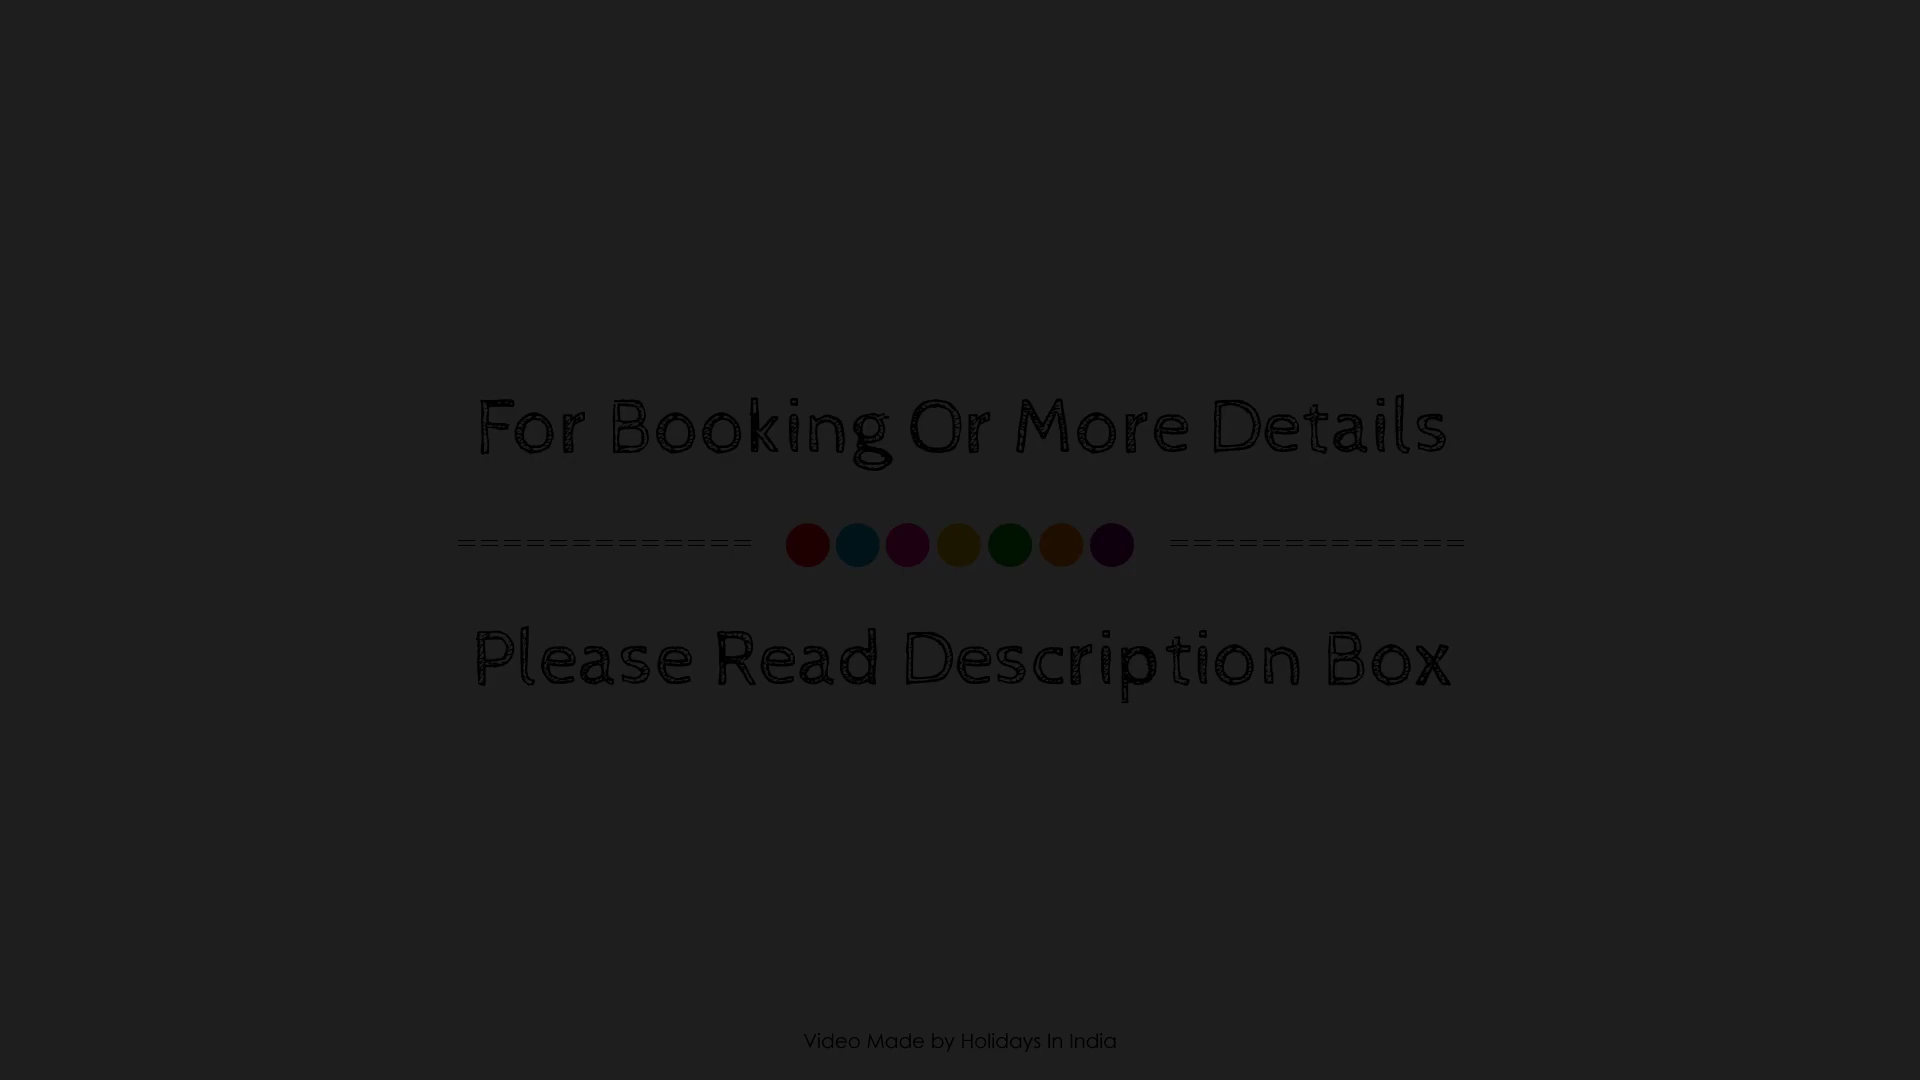 For Booking Or More Details
============= =============
Please Read Description Box
Video Made by Holidays In India